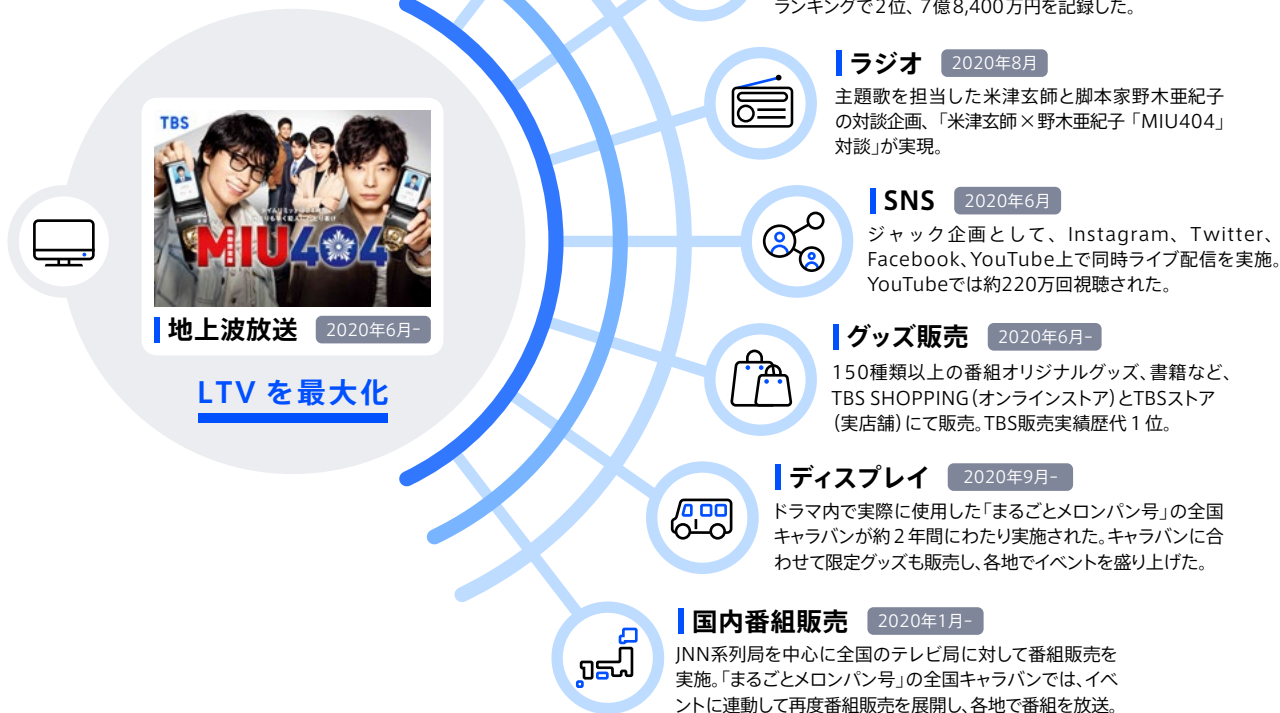 ランキングで2位、7億8,400万円を記録した。
ラジオ 2020年8月
主題歌を担当した米津玄師と脚本家野木亜紀子
の対談企画、「米津玄師×野木亜紀子「MIU404」
対談」が実現。
SNS 2020年6月
ジャック企画として、Instagram、Twitter、
Facebook、YouTube上で同時ライブ配信を実施。
YouTubeでは約220万回視聴された。
TBS
MIU404
地上波放送 2020年6月-
LTV を最大化
グッズ販売 2020年6月-
150種類以上の番組オリジナルグッズ、書籍など、
TBS SHOPPING(オンラインストア)とTBSストア
(実店舗)にて販売。TBS販売実績歴代1位。
ディスプレイ 2020年9月-
ドラマ内で実際に使用した「まるごとメロンパン号」の全国
キャラバンが約2年間にわたり実施された。キャラバンに合
わせて限定グッズも販売し、各地でイベントを盛り上げた。
国内番組販売 2020年1月-
JNN系列局を中心に全国のテレビ局に対して番組販売を
実施。「まるごとメロンパン号」の全国キャラバンでは、イベ
ントに連動して再度番組販売を展開し、各地で番組を放送。